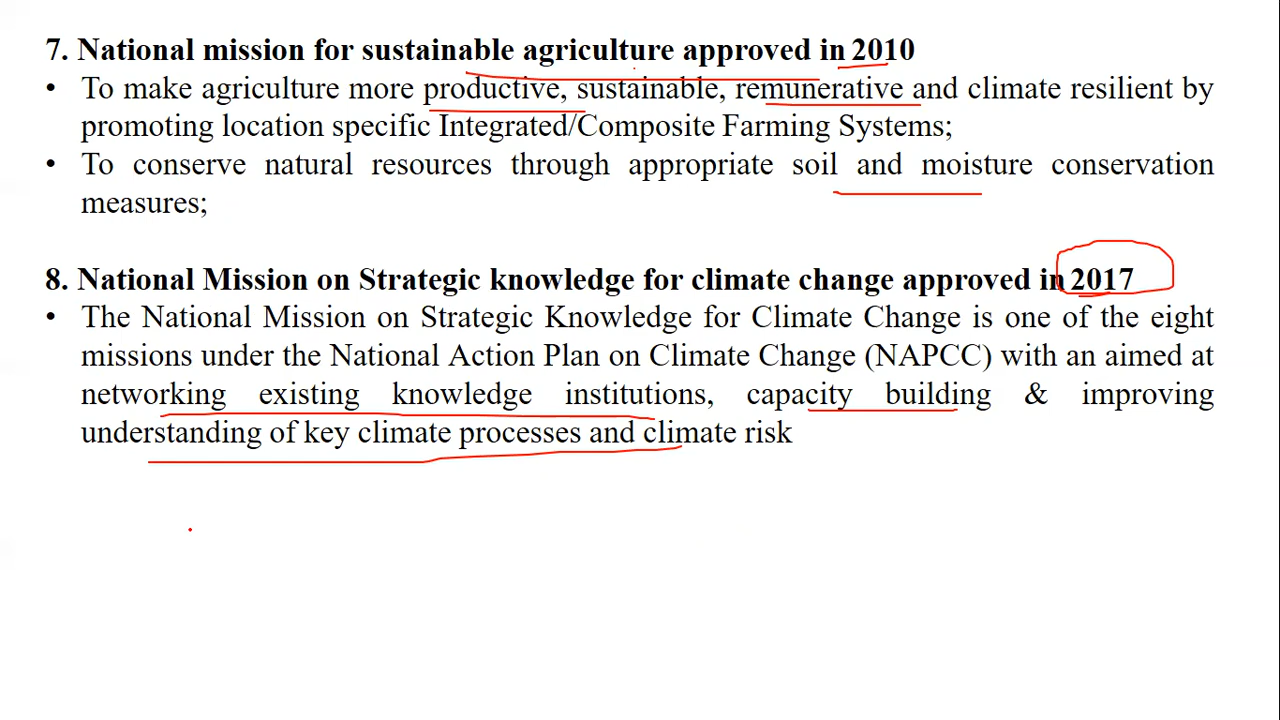 7. National mission for sustainable agriculture approved in 2010
• To make agriculture more productive, sustainable, remunerative and climate resilient by
promoting location specific Integrated/Composite Farming Systems;
• To conserve natural resources through appropriate soil and moisture conservation
measures;
8. National Mission on Strategic knowledge for climate change approved in 2017
• The National Mission on Strategic Knowledge for Climate Change is one of the eight
missions under the National Action Plan on Climate Change (NAPCC) with an aimed at
networking existing knowledge institutions, capacity building & improving
understanding of key climate processes and climate risk